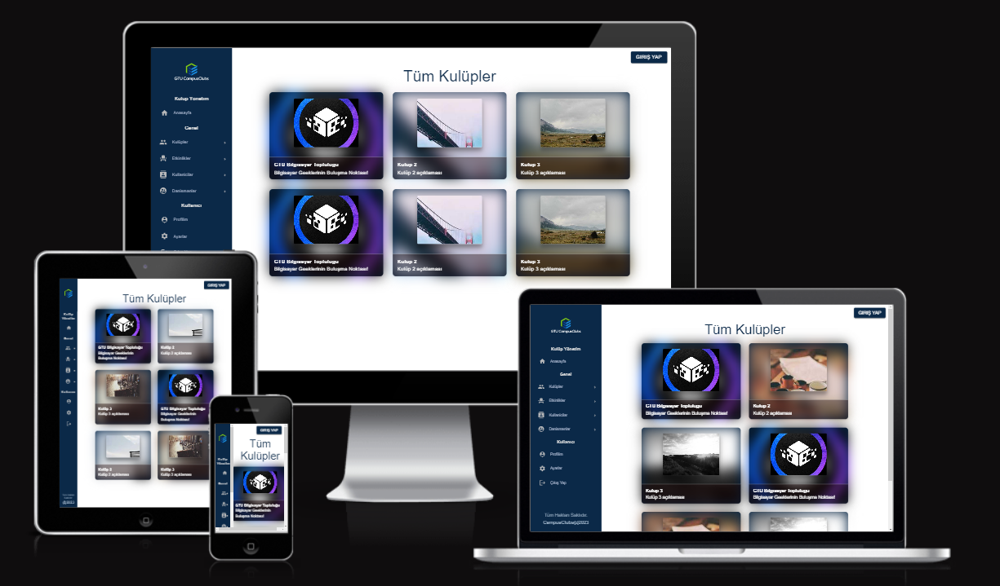 GTU CampusClubs
Kulup Yonetim
Anasayfa
Genel
Kulüpler
Etkinlikler
Kullanicilar
Danismanlar
Kullanıcı
Profilim
Ayarlar
GİRİŞ YAP
Tüm Kulüpler
GTU Bilgisayar Toplulugu
Bilgisayar Geeklerinin Buluşma Noktası!
Kulup 2
Kulüp 2 açıklaması
Kulup 3
Kulüp 3 açıklaması
GTU Bilgisayar Toplulugu
Bilgisayar Geeklerinin Buluşma Noktası!
Kulup 2
Kulüp 2 açıklaması
Kulup 3
Kulüp 3 açıklaması
Kulüp
Yönetim
Genel
Kullanıcı
GİRİŞ YAP
Tüm Kulüpler
GTU Bilgisayar Topluluğu
Bilgisayar Geeklerinin
Buluşma Noktası!
Kulüp 2
Kulüp 2 açıklaması
Kulüp 3
Kulüp 3 açıklaması
GTU Bilgisayar Topluluğu
Bilgisayar Geeklerinin
Buluşma Noktası!
Kulüp 2
Kulüp 2 açıklaması
Kulüp 3
Kulüp 3 açıklaması
Kulüp
Yönetim
Genel
GİRİŞ YAP
Tüm
Kulüpler
GTU Bilgisayar Topluluğu
Bilgisayar Geeklerinin
Buluşma Noktası!
GTU CampusClubs
Kulüp Yönetim
Anasayfa
Genel
Kulüpler
Etkinlikler
Kullanicilar
Danismanlar
Kullanıcı
Profilim
Ayarlar
Çıkış Yap
Tüm Hakları Saklıdır.
CampusClubs@2023
GİRİŞ YAP
Tüm Kulüpler
GTU Bilgisayar Toplulugu
Bilgisayar Geeklerinin Buluşma Noktası!
Kulup 2
Kulüp 2 açıklaması
Kulup 3
Kulüp 3 açıklaması
GTU Bilgisayar Toplulugu
Bilgisayar Geeklerinin Buluşma Noktası!